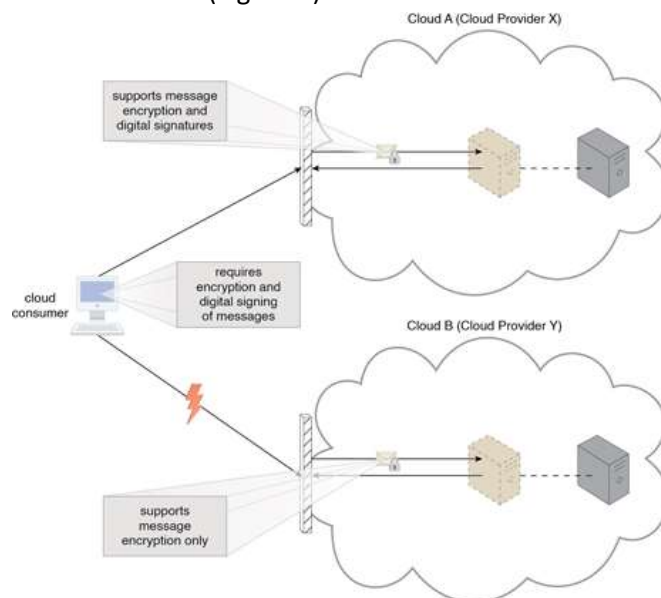 Cloud A (Cloud Provider X)
supports message
encryption and
digital signatures
cloud
consumer
requires
encryption and
digital signing
of messages
Cloud B (Cloud Provider Y)
supports
message
encryption only